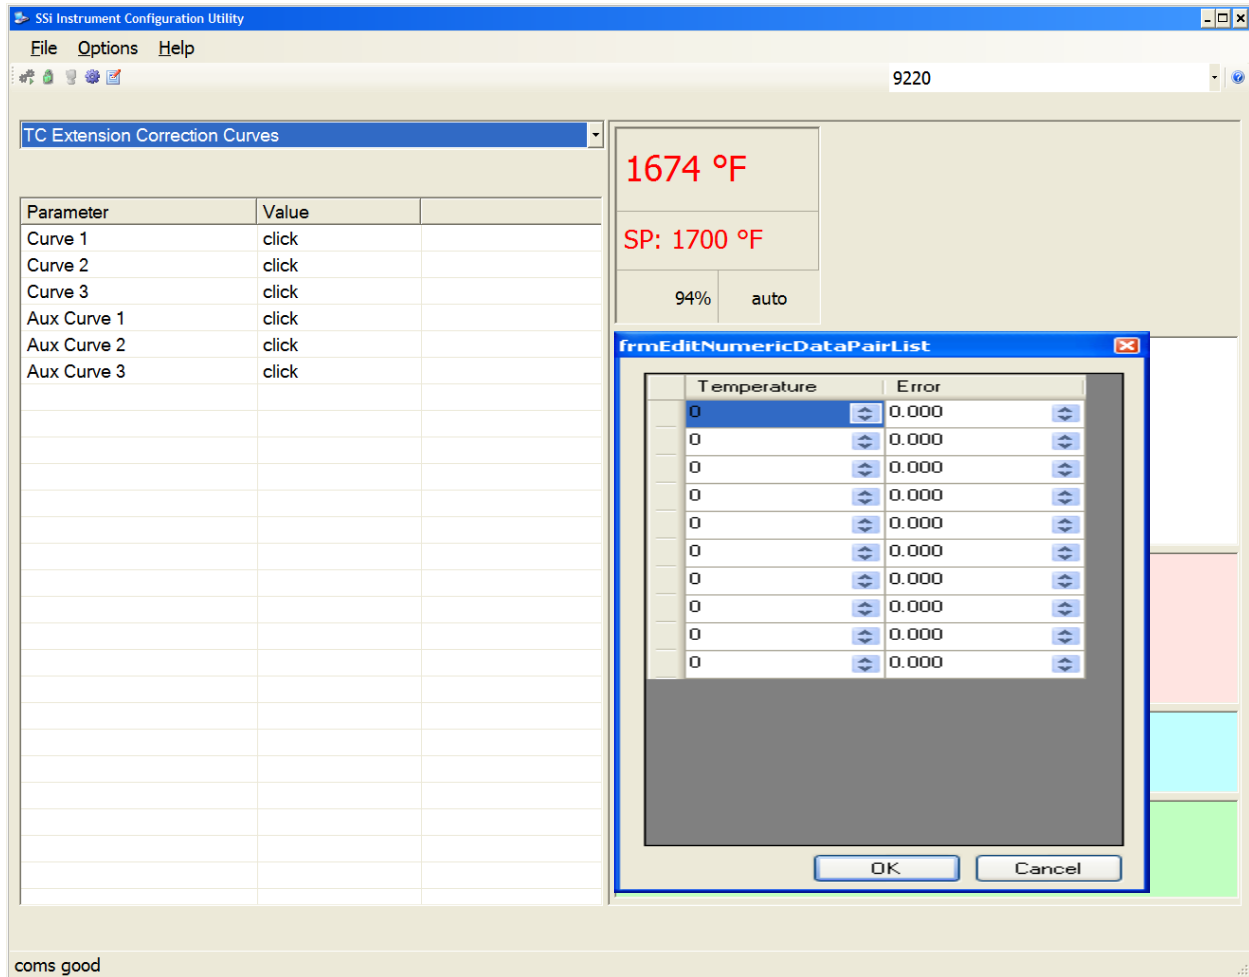 SSi Instrument Configuration Utility
File Options Help
9220
TC Extension Correction Curves
Parameter Value
Curve 1 click
Curve 2 click
Curve 3 click
Aux Curve 1 click
Aux Curve 2 click
Aux Curve 3 click
1674 °F
SP: 1700 °F
94% auto
frmEditNumericDataPairList
Temperature Error
0 0.000
0 0.000
0 0.000
0 0.000
0 0.000
0 0.000
0 0.000
0 0.000
0 0.000
0 0.000
OK Cancel
coms good